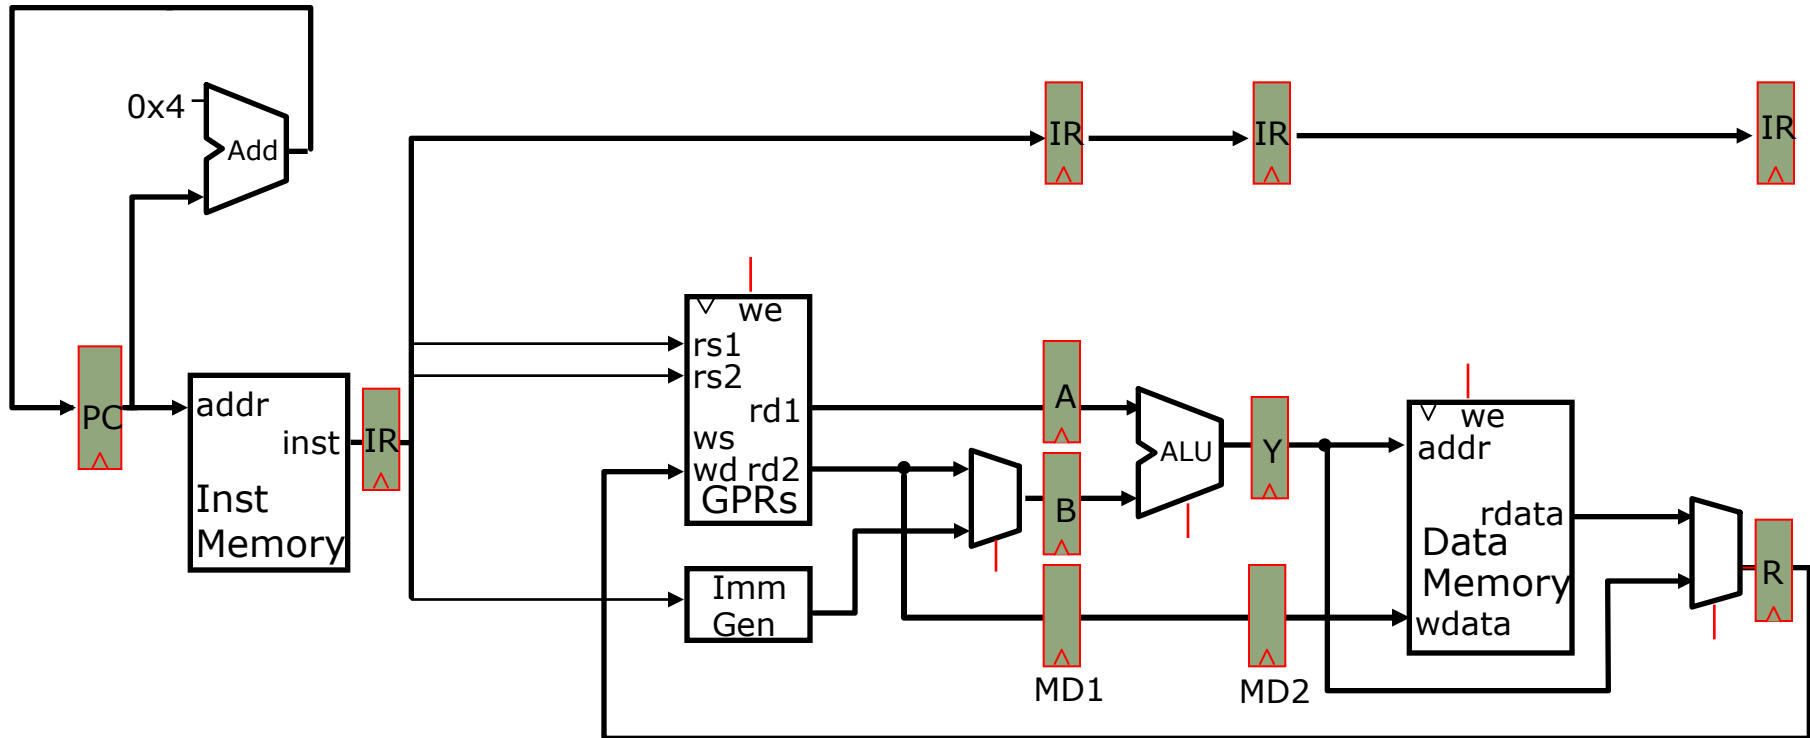 0x4
Add
IR
IR
IR
we
rs1
rs2
rd1
ws
wd rd2
GPRs
PC
addr
inst
Inst
Memory
IR
A
B
ALU
Y
we
addr
rdata
Data
Memory
wdata
R
Imm
Gen
MD1
MD2